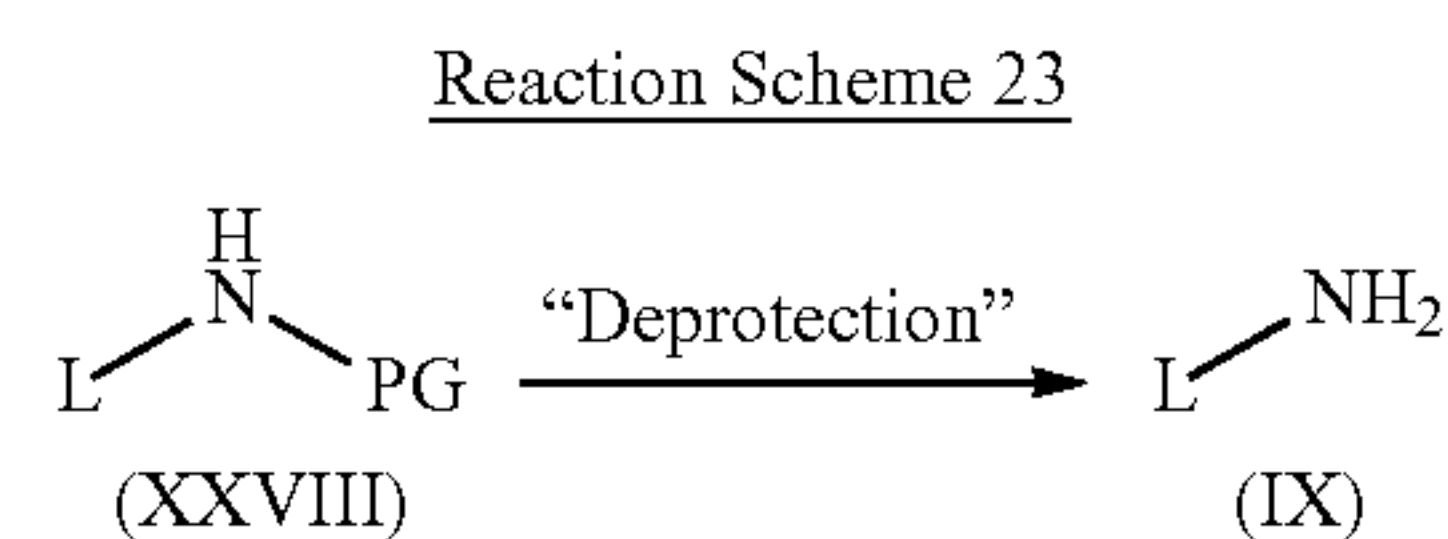 Reaction Scheme 23
H
N
L
PG
(XXVIII)
“Deprotection”
NH2
L
(IX)